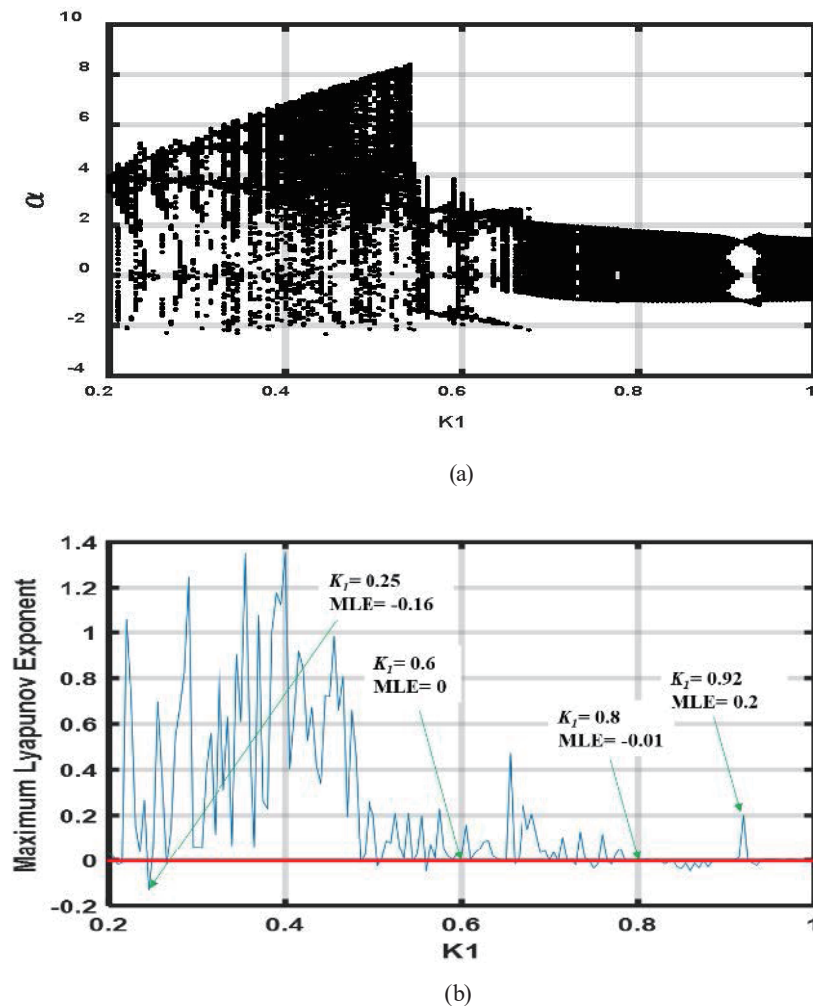 10
8
6
4
2
0
-2
-4
α
0.2 0.4 0.6 0.8 1
K1
(a)
1.4
1.2
1
0.8
0.6
0.4
0.2
0
-0.2
Maximum Lyapunov Exponent
K1= 0.25
MLE= -0.16
K1= 0.6
MLE= 0
K1= 0.8
MLE= -0.01
K1= 0.92
MLE= 0.2
0.2 0.4 0.6 0.8 1
K1
(b)